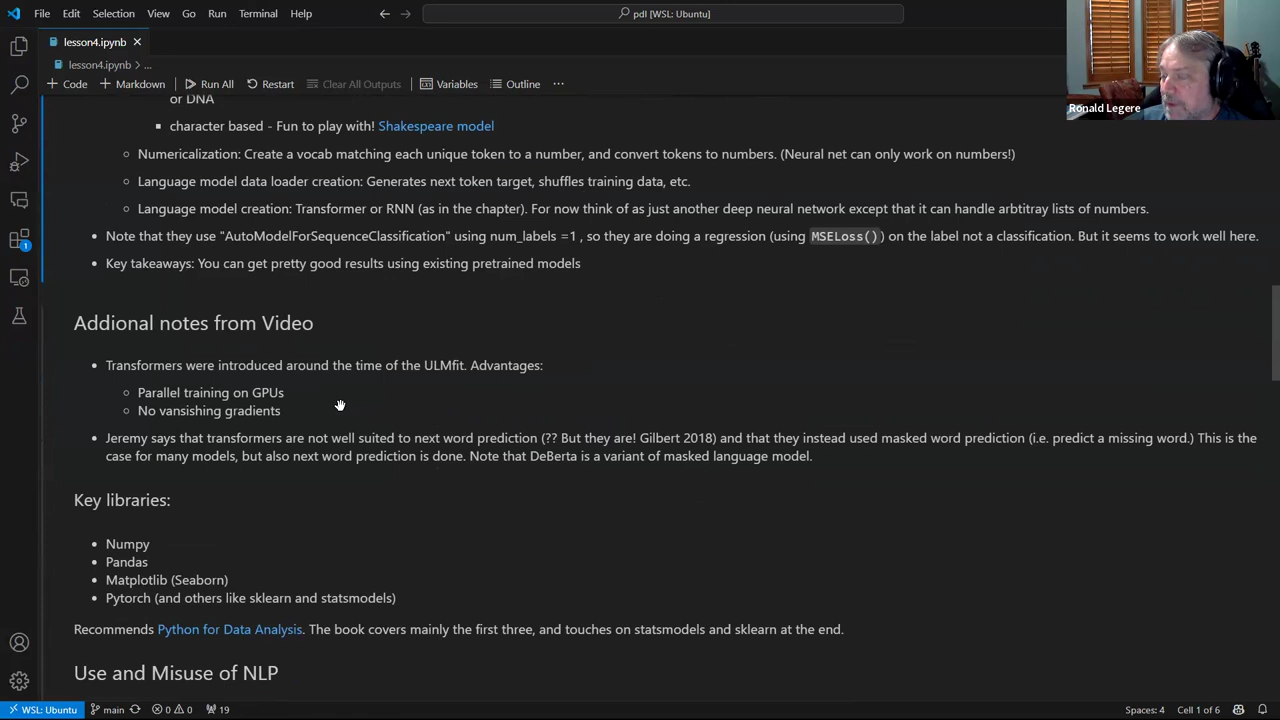 File Edit Selection View Go Run Terminal Help
pdl [WSL: Ubuntu]
lesson4.ipynb
lesson4.ipynb > ...
Code
Markdown
Run All
Restart
Clear All Outputs
Variables
Outline
Ronald Legere
or DNA
character based - Fun to play with! Shakespeare model
Numericalization: Create a vocab matching each unique token to a number, and convert tokens to numbers. (Neural net can only work on numbers!)
Language model data loader creation: Generates next token target, shuffles training data, etc.
Language model creation: Transformer or RNN (as in the chapter). For now think of as just another deep neural network except that it can handle arbtitray lists of numbers.
Note that they use "AutoModelForSequenceClassification" using num_labels =1 , so they are doing a regression (using MSELoss() ) on the label not a classification. But it seems to work well here.
Key takeaways: You can get pretty good results using existing pretrained models
Addional notes from Video
Transformers were introduced around the time of the ULMfit. Advantages:
Parallel training on GPUs
No vansishing gradients
Jeremy says that transformers are not well suited to next word prediction (?? But they are! Gilbert 2018) and that they instead used masked word prediction (i.e. predict a missing word.) This is the
case for many models, but also next word prediction is done. Note that DeBerta is a variant of masked language model.
Key libraries:
Numpy
Pandas
Matplotlib (Seaborn)
Pytorch (and others like sklearn and statsmodels)
Recommends Python for Data Analysis. The book covers mainly the first three, and touches on statsmodels and sklearn at the end.
Use and Misuse of NLP
1
WSL: Ubuntu
main
0
0
19
Spaces: 4
Cell 1 of 6